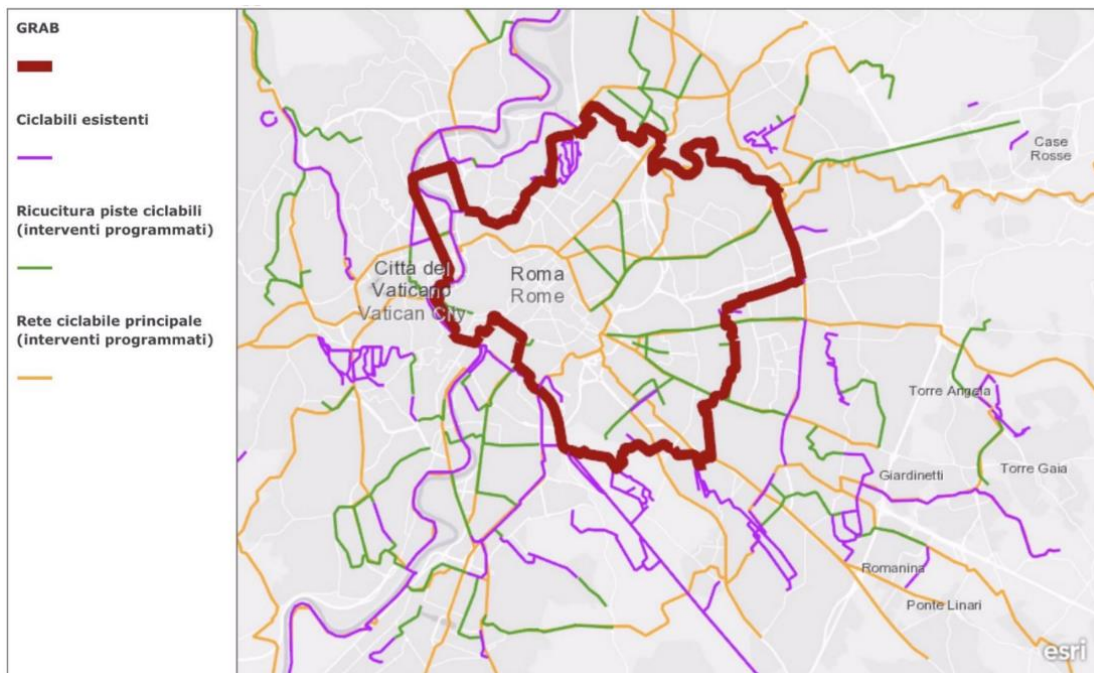 GRAB
Ciclabili esistenti
Ricucitura piste ciclabili
(interventi programmati)
Rete ciclabile principale
(interventi programmati)
Case
Rosse
Città del
Vaticano
Vatican City
Roma
Rome
Torre Angela
Torre Gaia
Giardinetti
Romanina
Ponte Linari
esri